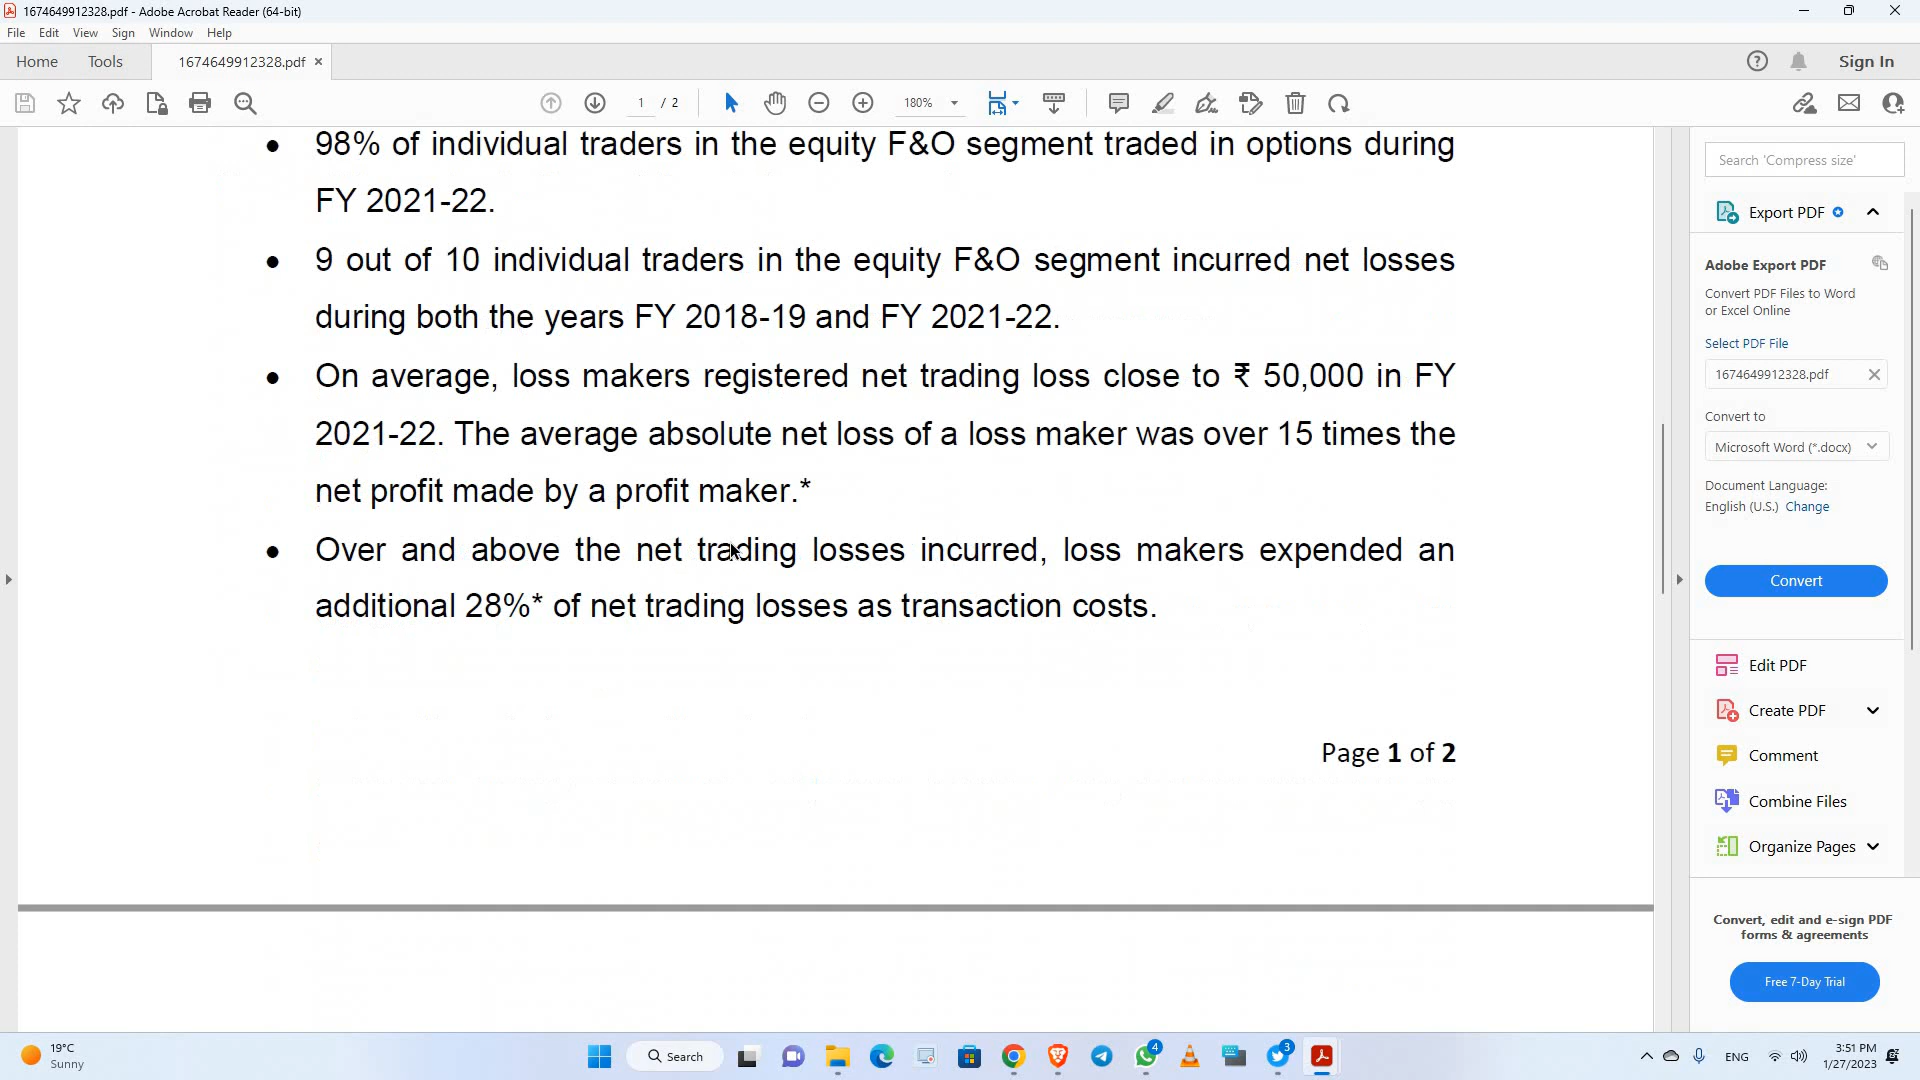 1674649912328.pdf - Adobe Acrobat Reader (64-bit)
File Edit View Sign Window Help
Home Tools 1674649912328.pdf × Sign In
1 / 2 180%
• 98% of individual traders in the equity F&O segment traded in options during
FY 2021-22.
• 9 out of 10 individual traders in the equity F&O segment incurred net losses
during both the years FY 2018-19 and FY 2021-22.
• On average, loss makers registered net trading loss close to ₹ 50,000 in FY
2021-22. The average absolute net loss of a loss maker was over 15 times the
net profit made by a profit maker.*
• Over and above the net trading losses incurred, loss makers expended an
additional 28%* of net trading losses as transaction costs.
Page 1 of 2
Search 'Compress size'
Export PDF
Adobe Export PDF
Convert PDF Files to Word
or Excel Online
Select PDF File
1674649912328.pdf
Convert to
Microsoft Word (*.docx)
Document Language:
English (U.S.) Change
Convert
Edit PDF
Create PDF
Comment
Combine Files
Organize Pages
Convert, edit and e-sign PDF
forms & agreements
Free 7-Day Trial
19°C
Sunny
Search
4
3
ENG
3:51 PM
1/27/2023